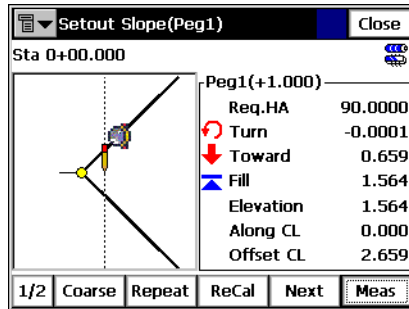 Setout Slope(Peg1)
Close
Sta 0+00.000
Peg1(+1.000)
Req.HA 90.0000
Turn -0.0001
Toward 0.659
Fill 1.564
Elevation 1.564
Along CL 0.000
Offset CL 2.659
1/2 Coarse Repeat ReCal Next Meas